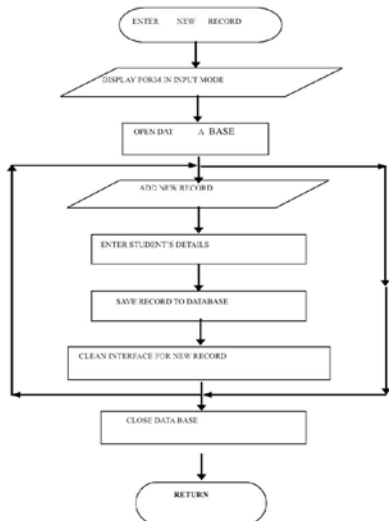 ENTER NEW RECORD
DISPLAY FORM IN INPUT MODE
OPEN DAT A BASE
ADD NEW RECORD
ENTER STUDENT'S DETAILS
SAVE RECORD TO DATABASE
CLEAN INTERFACE FOR NEW RECORD
CLOSE DATA BASE
RETURN